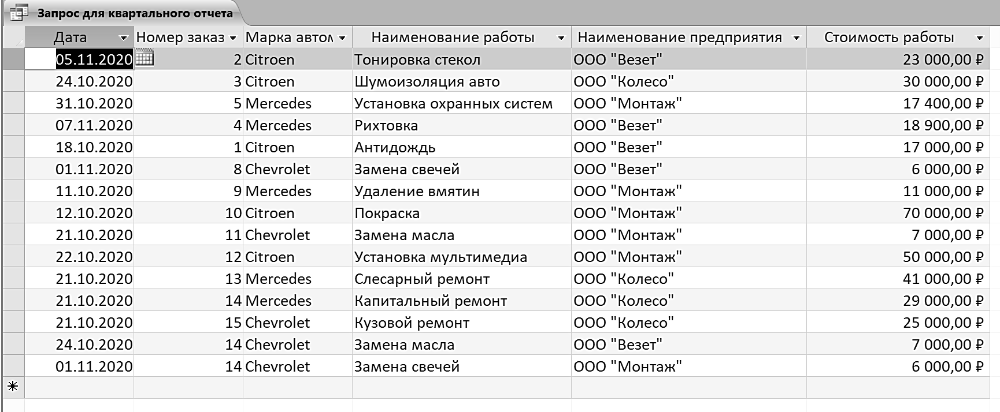 Запрос для квартального отчета
Дата Номер заказ Марка автом Наименование работы Наименование предприятия Стоимость работы
05.11.2020 2 Citroen Тонировка стекол ООО "Везет" 23 000,00 ₽
24.10.2020 3 Citroen Шумоизоляция авто ООО "Колесо" 30 000,00 ₽
31.10.2020 5 Mercedes Установка охранных систем ООО "Монтаж" 17 400,00 ₽
07.11.2020 4 Mercedes Рихтовка ООО "Везет" 18 900,00 ₽
18.10.2020 1 Citroen Антидождь ООО "Везет" 17 000,00 ₽
01.11.2020 8 Chevrolet Замена свечей ООО "Везет" 6 000,00 ₽
11.10.2020 9 Mercedes Удаление вмятин ООО "Монтаж" 11 000,00 ₽
12.10.2020 10 Citroen Покраска ООО "Монтаж" 70 000,00 ₽
21.10.2020 11 Chevrolet Замена масла ООО "Монтаж" 7 000,00 ₽
22.10.2020 12 Citroen Установка мультимедиа ООО "Монтаж" 50 000,00 ₽
21.10.2020 13 Mercedes Слесарный ремонт ООО "Колесо" 41 000,00 ₽
21.10.2020 14 Mercedes Капитальный ремонт ООО "Колесо" 29 000,00 ₽
21.10.2020 15 Chevrolet Кузовой ремонт ООО "Колесо" 25 000,00 ₽
24.10.2020 14 Chevrolet Замена масла ООО "Везет" 7 000,00 ₽
01.11.2020 14 Chevrolet Замена свечей ООО "Монтаж" 6 000,00 ₽